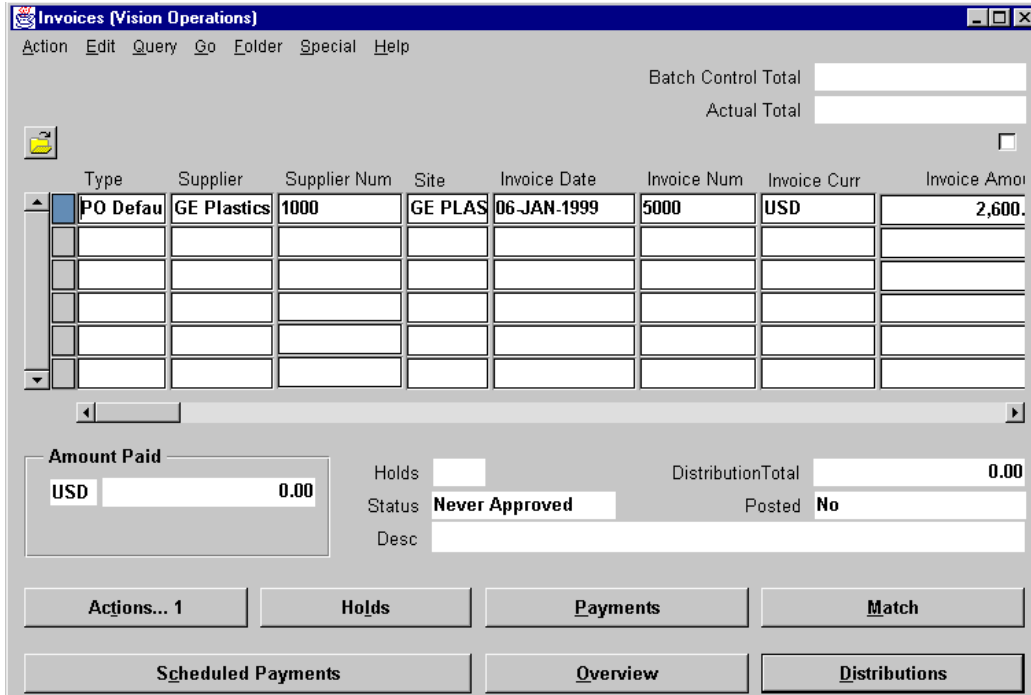 Invoices (Vision Operations)
Action Edit Query Go Folder Special Help
Batch Control Total
Actual Total
Type Supplier Supplier Num Site Invoice Date Invoice Num Invoice Curr Invoice Amou
PO Defau GE Plastics 1000 GE PLAS 06-JAN-1999 5000 USD 2,600.
Amount Paid
Holds DistributionTotal 0.00
USD 0.00
Status Never Approved Posted No
Desc
Actions... 1 Holds Payments Match
Scheduled Payments Overview Distributions